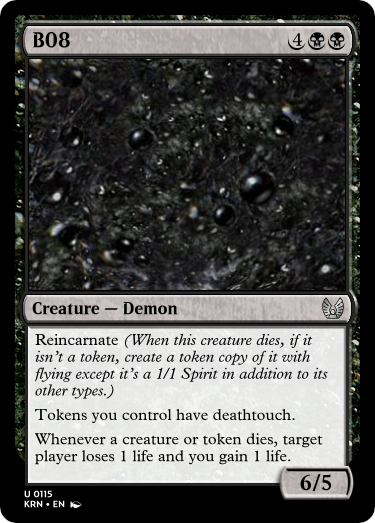 B08 4
Creature — Demon
Reincarnate (When this creature dies, if it
isn't a token, create a token copy of it with
flying except it's a 1/1 Spirit in addition to its
other types.)
Tokens you control have deathtouch.
Whenever a creature or token dies, target
player loses 1 life and you gain 1 life.
6/5
U 0115
KRN • EN